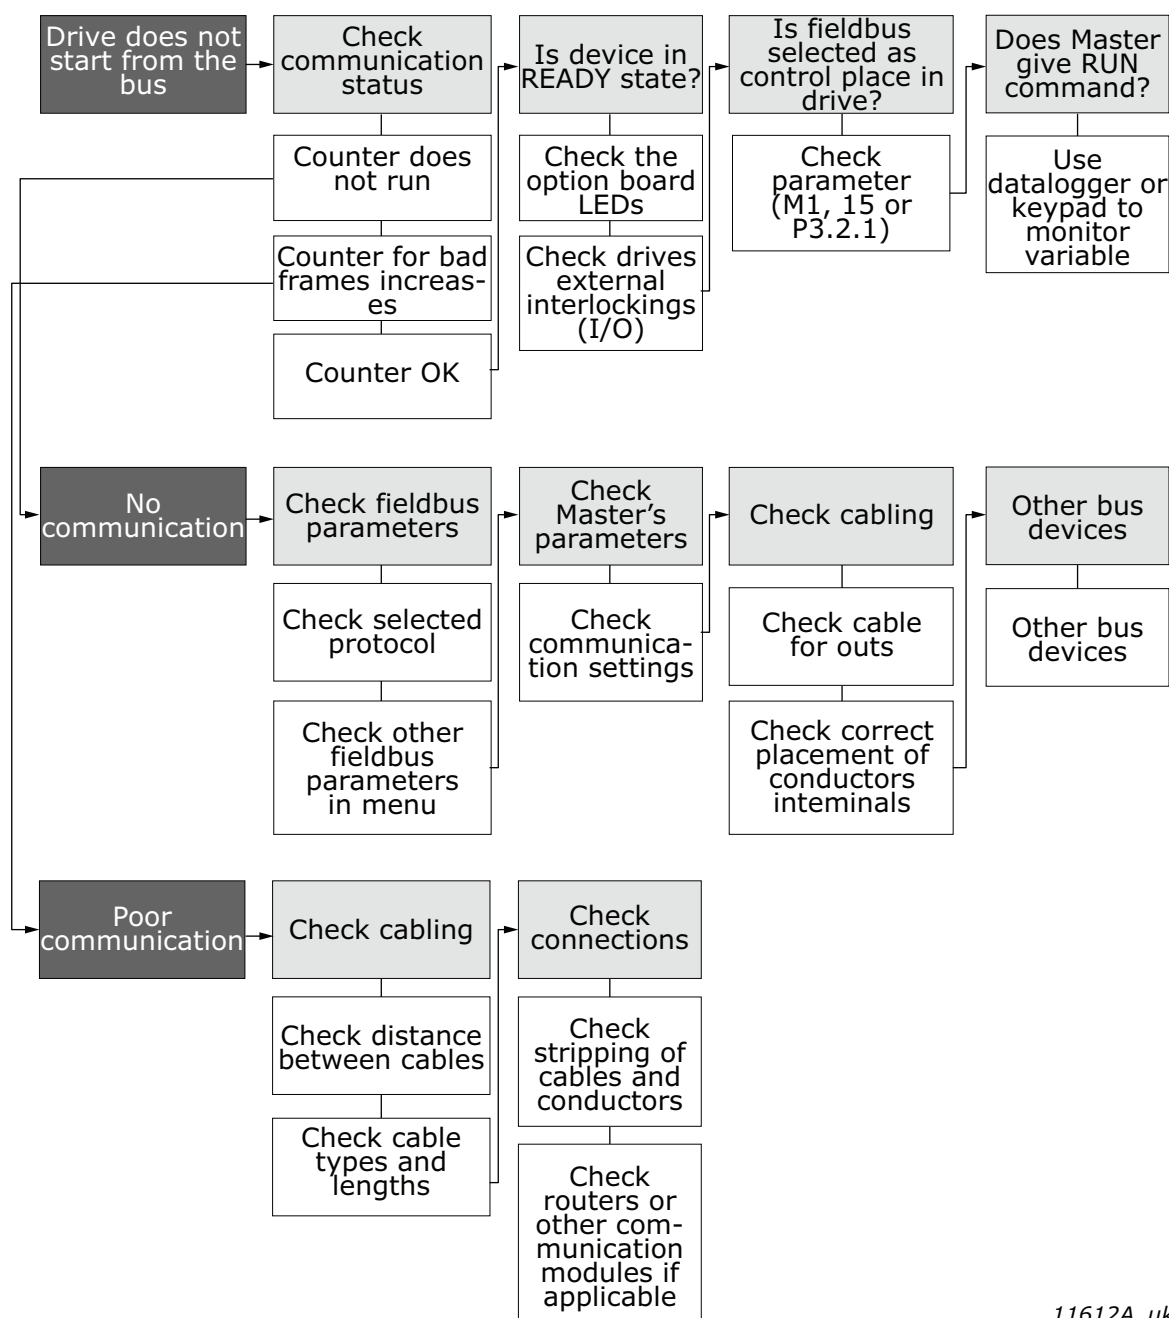 Drive does not
start from the
bus
Check
communication
status
Is device in
READY state?
Is fieldbus
selected as
control place in
drive?
Does Master
give RUN
command?
Counter does
not run
Check the
option board
LEDs
Check
parameter
(M1, 15 or
P3.2.1)
Use
datalogger or
keypad to
monitor
variable
Counter for bad
frames increas-
es
Check drives
external
interlockings
(I/O)
Counter OK
No
communication
Check fieldbus
parameters
Check
Master’s
parameters
Check cabling
Other bus
devices
Check selected
protocol
Check
communica-
tion settings
Check cable
for outs
Other bus
devices
Check other
fieldbus
parameters
in menu
Check correct
placement of
conductors
inteminals
Poor
communication
Check cabling
Check
connections
Check distance
between cables
Check
stripping of
cables and
conductors
Check cable
types and
lengths
Check
routers or
other com-
munication
modules if
applicable
11612A_uk